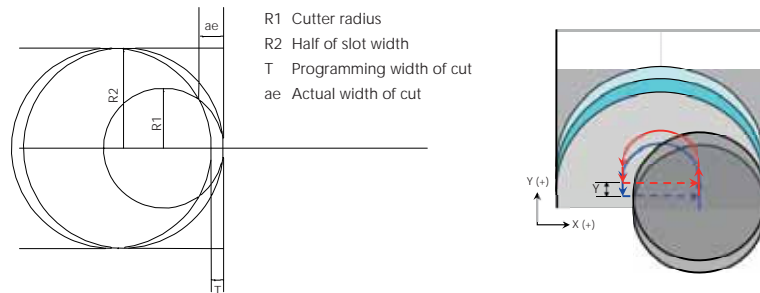 ae
R2
R1
T
R1 Cutter radius
R2 Half of slot width
T Programming width of cut
ae Actual width of cut
Y
Y (+)
X (+)